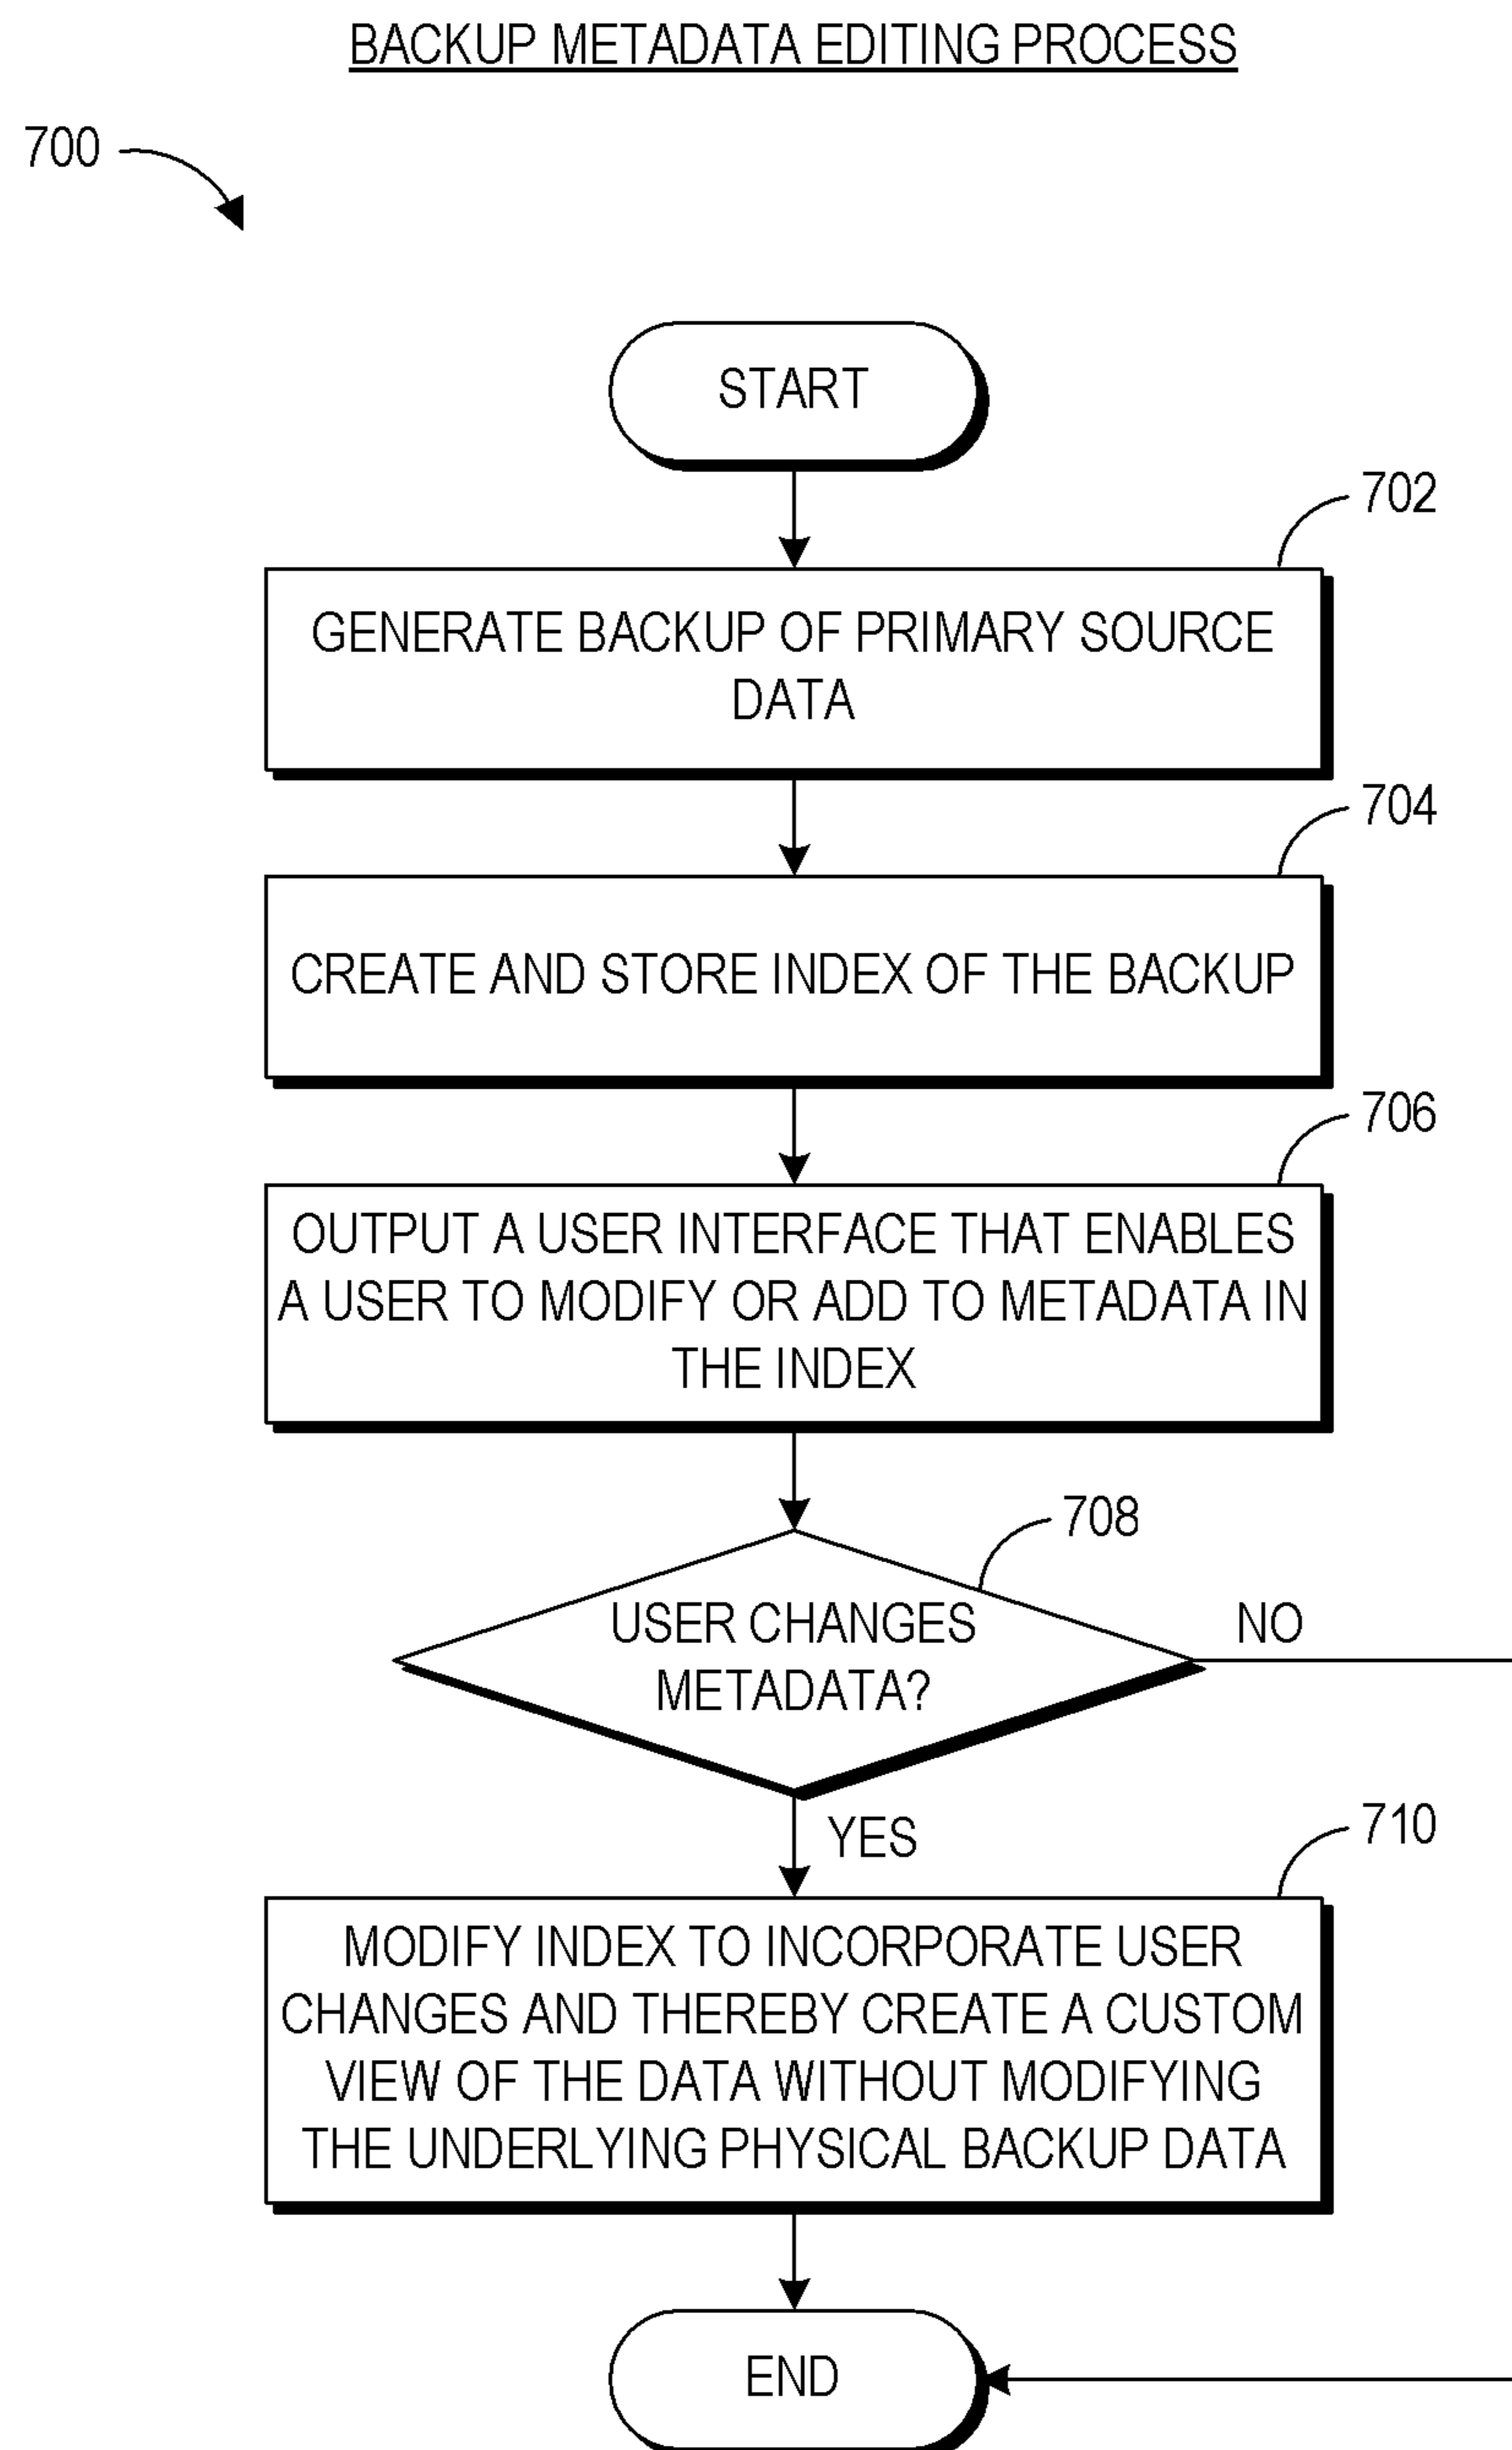 BACKUP METADATA EDITING PROCESS
700
START
702
GENERATE BACKUP OF PRIMARY SOURCE
DATA
704
CREATE AND STORE INDEX OF THE BACKUP
706
OUTPUT A USER INTERFACE THAT ENABLES
A USER TO MODIFY OR ADD TO METADATA IN
THE INDEX
708
USER CHANGES
METADATA?
NO
YES
710
MODIFY INDEX TO INCORPORATE USER
CHANGES AND THEREBY CREATE A CUSTOM
VIEW OF THE DATA WITHOUT MODIFYING
THE UNDERLYING PHYSICAL BACKUP DATA
END